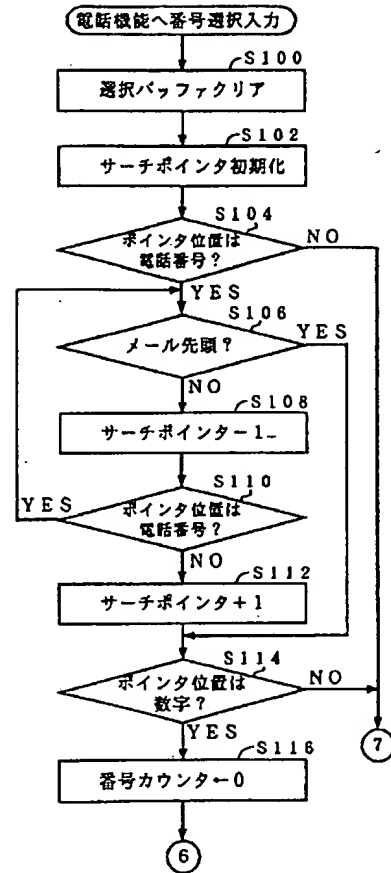 電話機能へ番号選択入力
S100
選択バッファクリア
S102
サーチポインタ初期化
S104
ポインタ位置は
電話番号?
NO
YES
S106
メール先頭?
YES
NO
S108
サーチポインタ-1
S110
ポインタ位置は
電話番号?
YES
NO
S112
サーチポインタ+1
S114
ポインタ位置は
数字?
NO
YES
⑦
S116
番号カウンタ←0
⑥